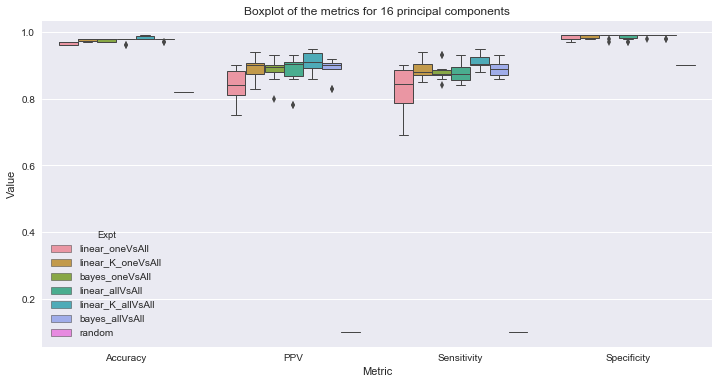 Boxplot of the metrics for 16 principal components
1.0
0.8
0.6
0.4
0.2
Value
Expt
linear_oneVsAll
linear_K_oneVsAll
bayes_oneVsAll
linear_allVsAll
linear_K_allVsAll
bayes_allVsAll
random
Accuracy PPV Sensitivity Specificity
Metric